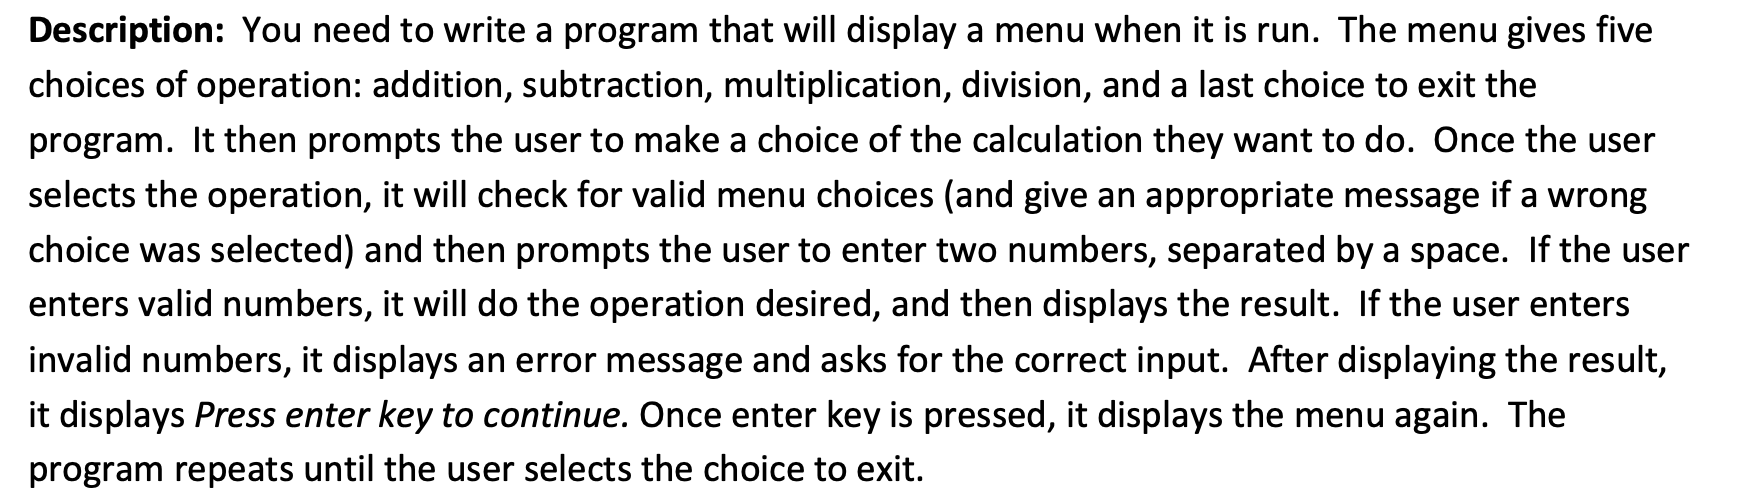 Description:  You need to write a program that will display a menu when it is run.  The menu gives five
choices of operation: addition, subtraction, multiplication, division, and a last choice to exit the
program.  It then prompts the user to make a choice of the calculation they want to do.  Once the user
selects the operation, it will check for valid menu choices (and give an appropriate message if a wrong
choice was selected) and then prompts the user to enter two numbers, separated by a space.  If the user
enters valid numbers, it will do the operation desired, and then displays the result.  If the user enters
invalid numbers, it displays an error message and asks for the correct input.  After displaying the result,
it displays Press enter key to continue. Once enter key is pressed, it displays the menu again.  The
program repeats until the user selects the choice to exit.